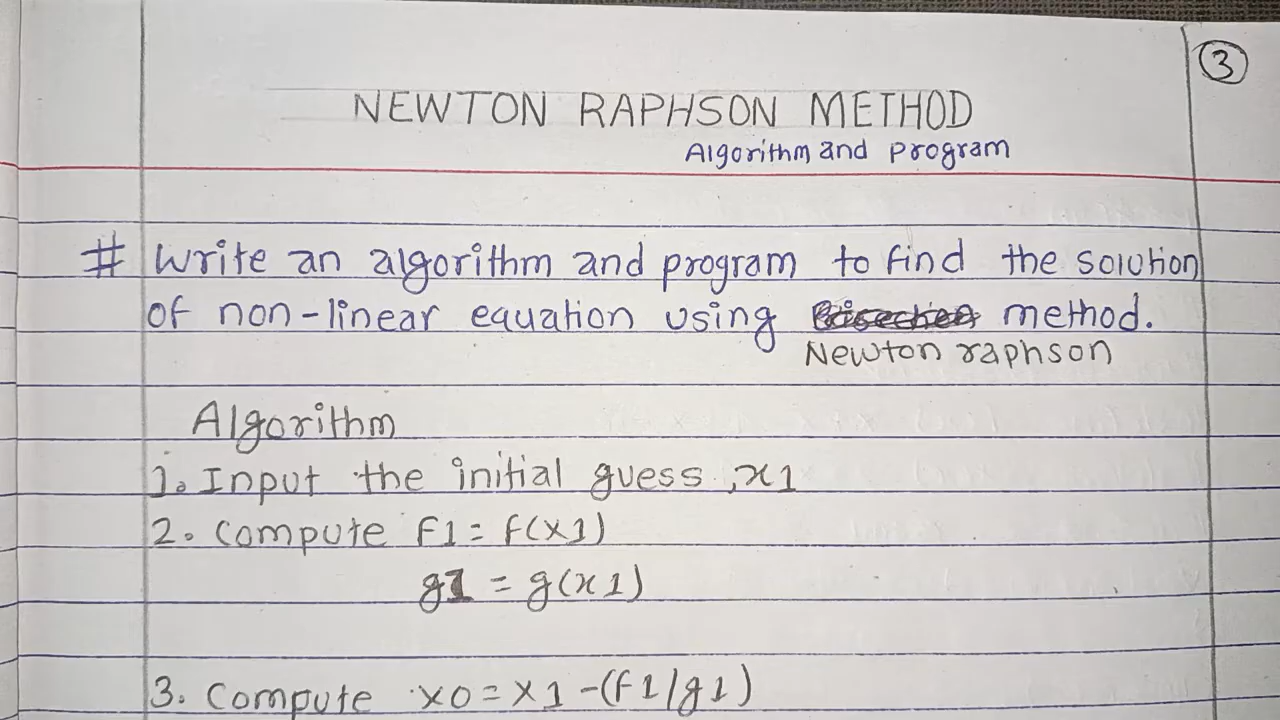 3
NEWTON RAPHSON METHOD
Algorithm and program
# Write an algorithm and program to find the solution
of non-linear equation using Bisection method.
Newton raphson
Algorithm
1. Input the initial guess, x1
2. Compute f1 = f(x1)
g1 = g(x1)
3. Compute x0 = x1 - (f1/g1)